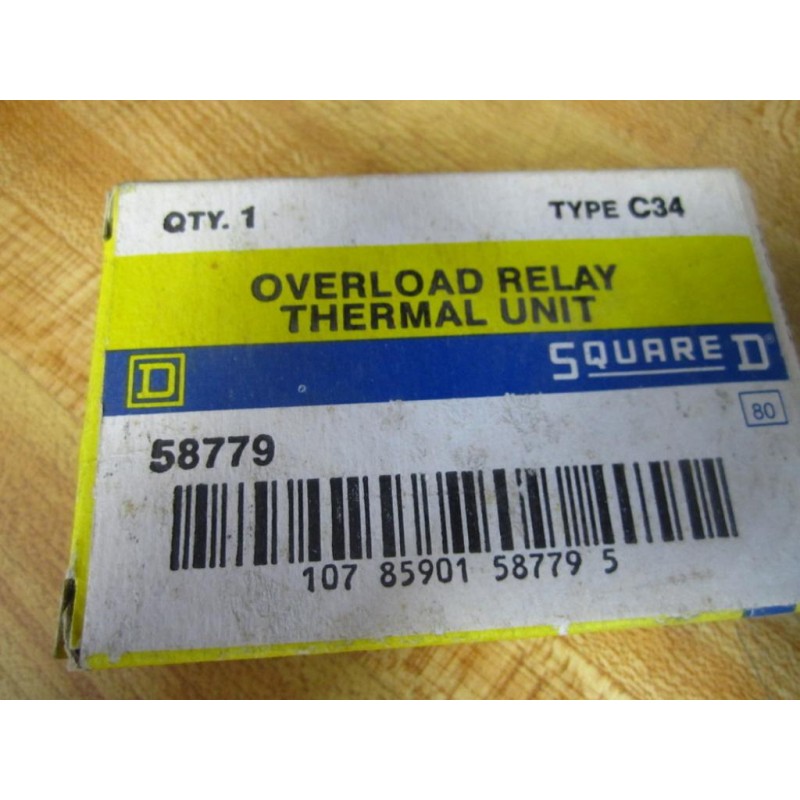 QTY. 1 TYPE C34
OVERLOAD RELAY
THERMAL UNIT
D SQUARE D
80
58779
107 85901 58779 5